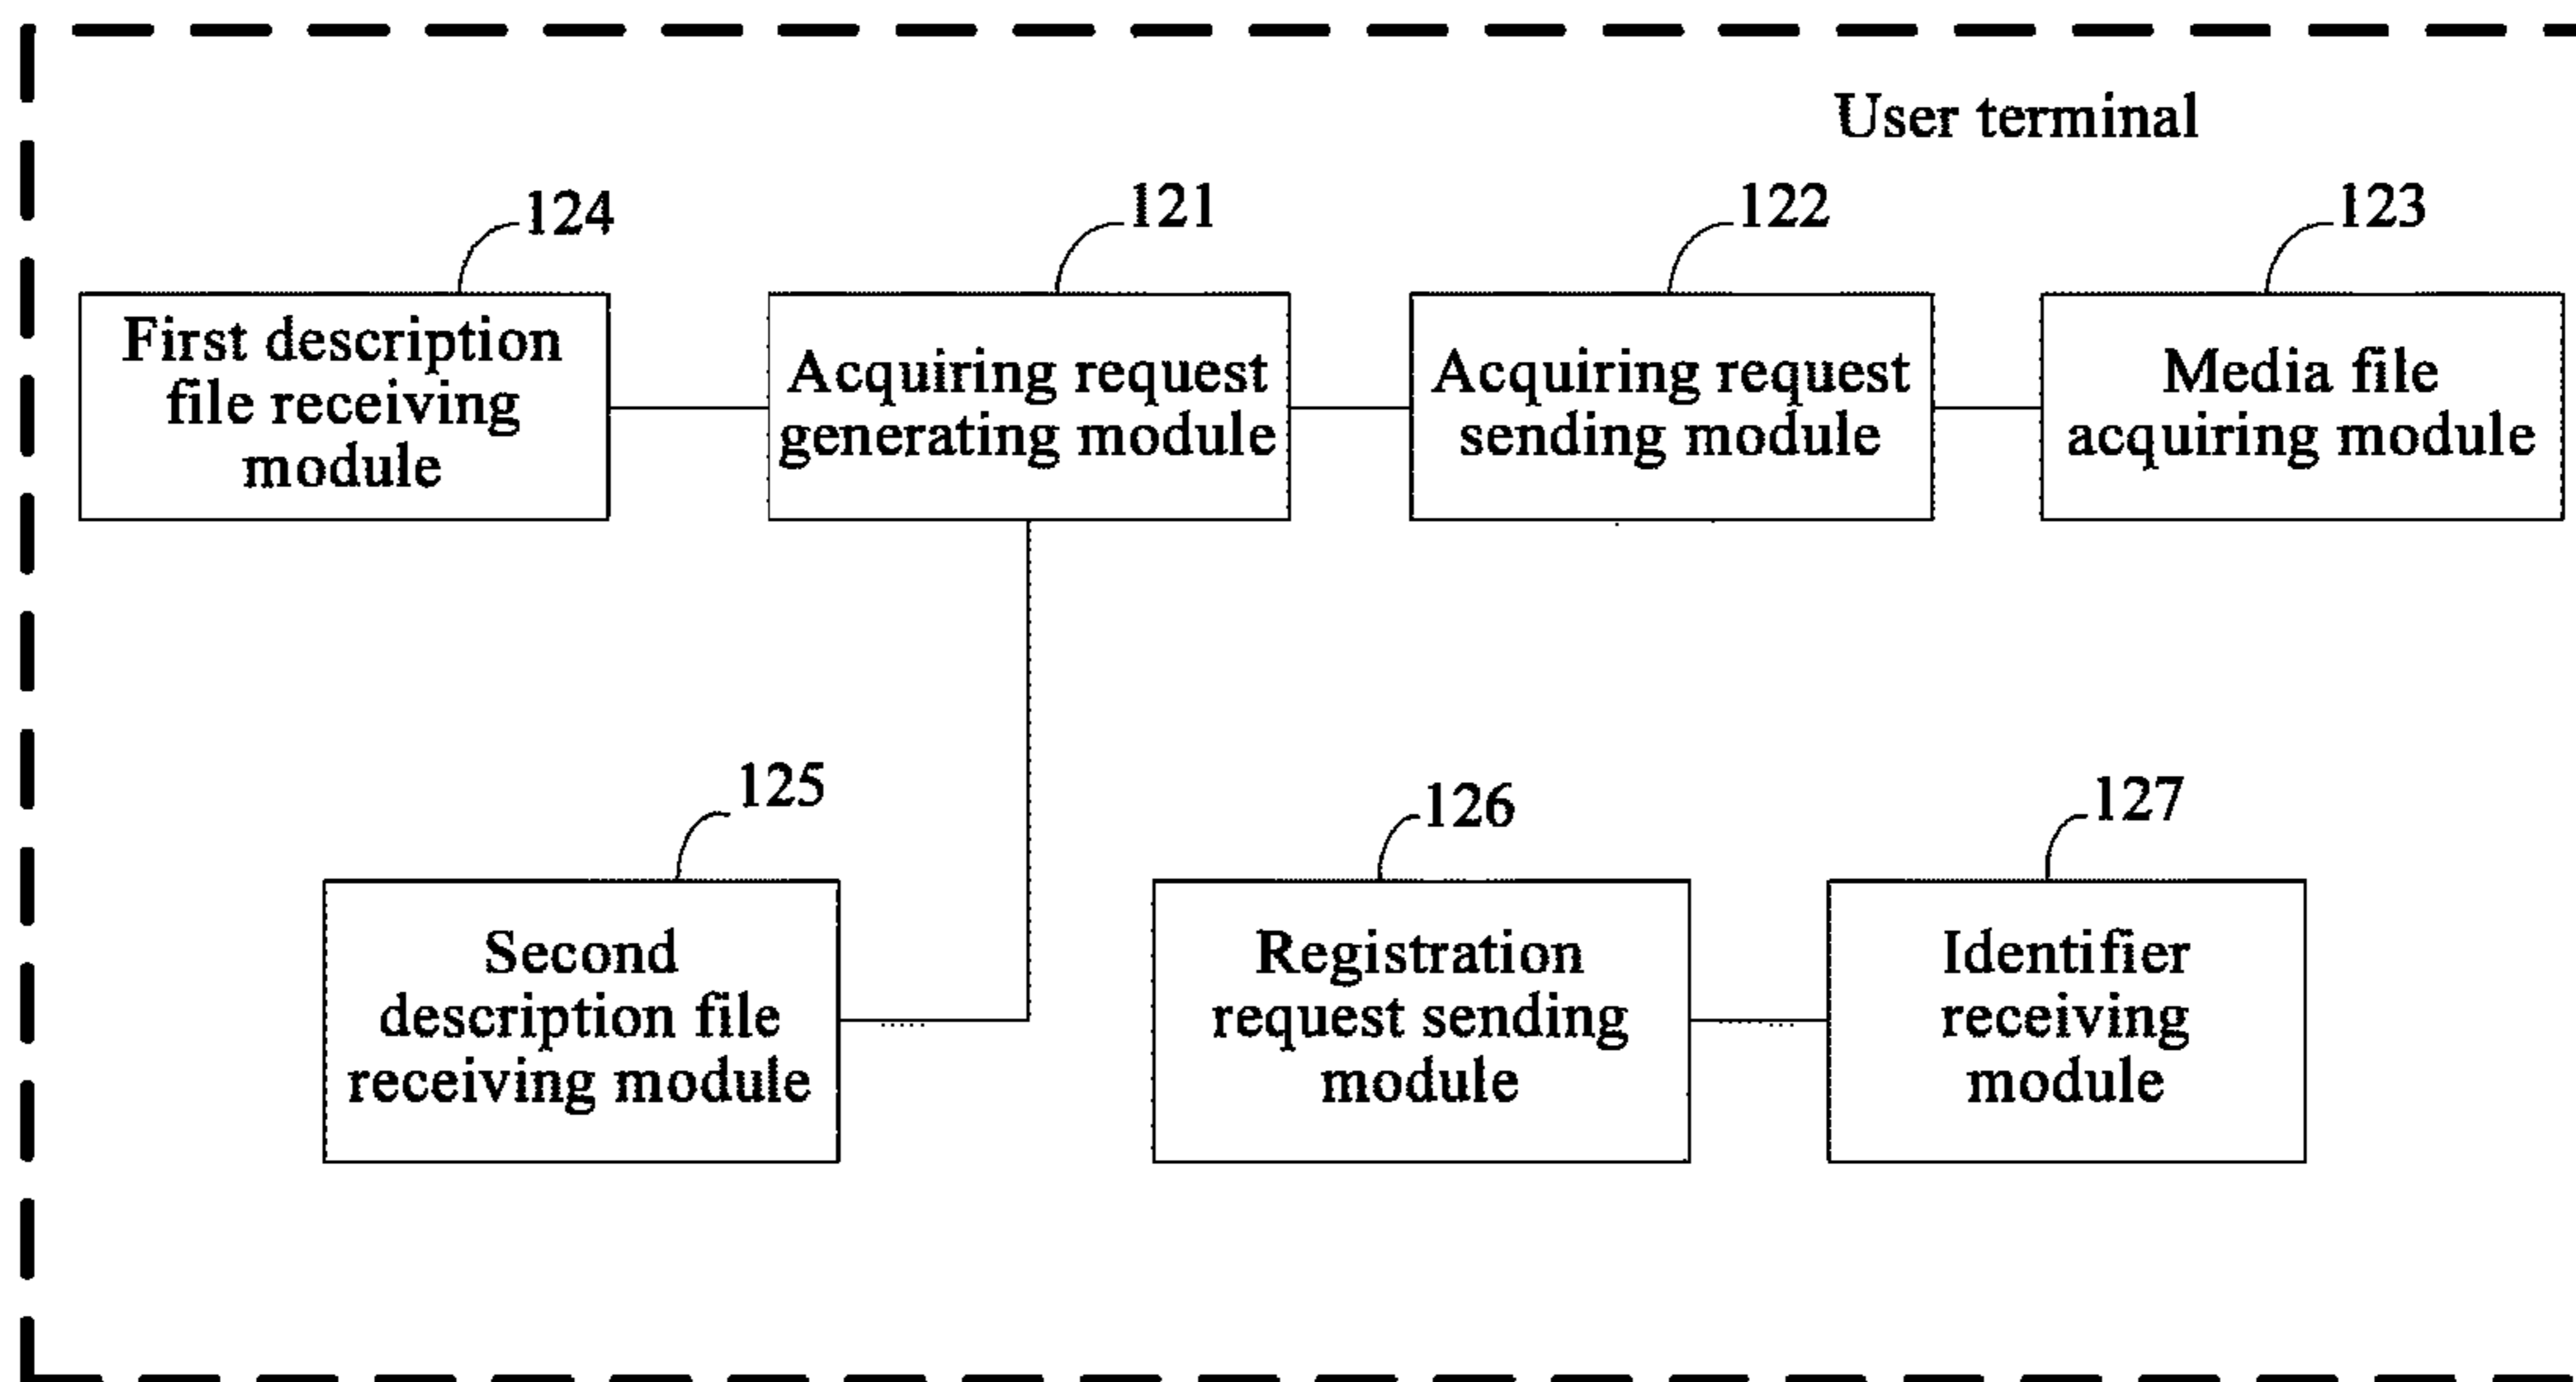 User terminal
124
121
122
123
First description
file receiving
module
Acquiring request
generating module
Acquiring request
sending module
Media file
acquiring module
125
126
127
Second
description file
receiving module
Registration
request sending
module
Identifier
receiving
module